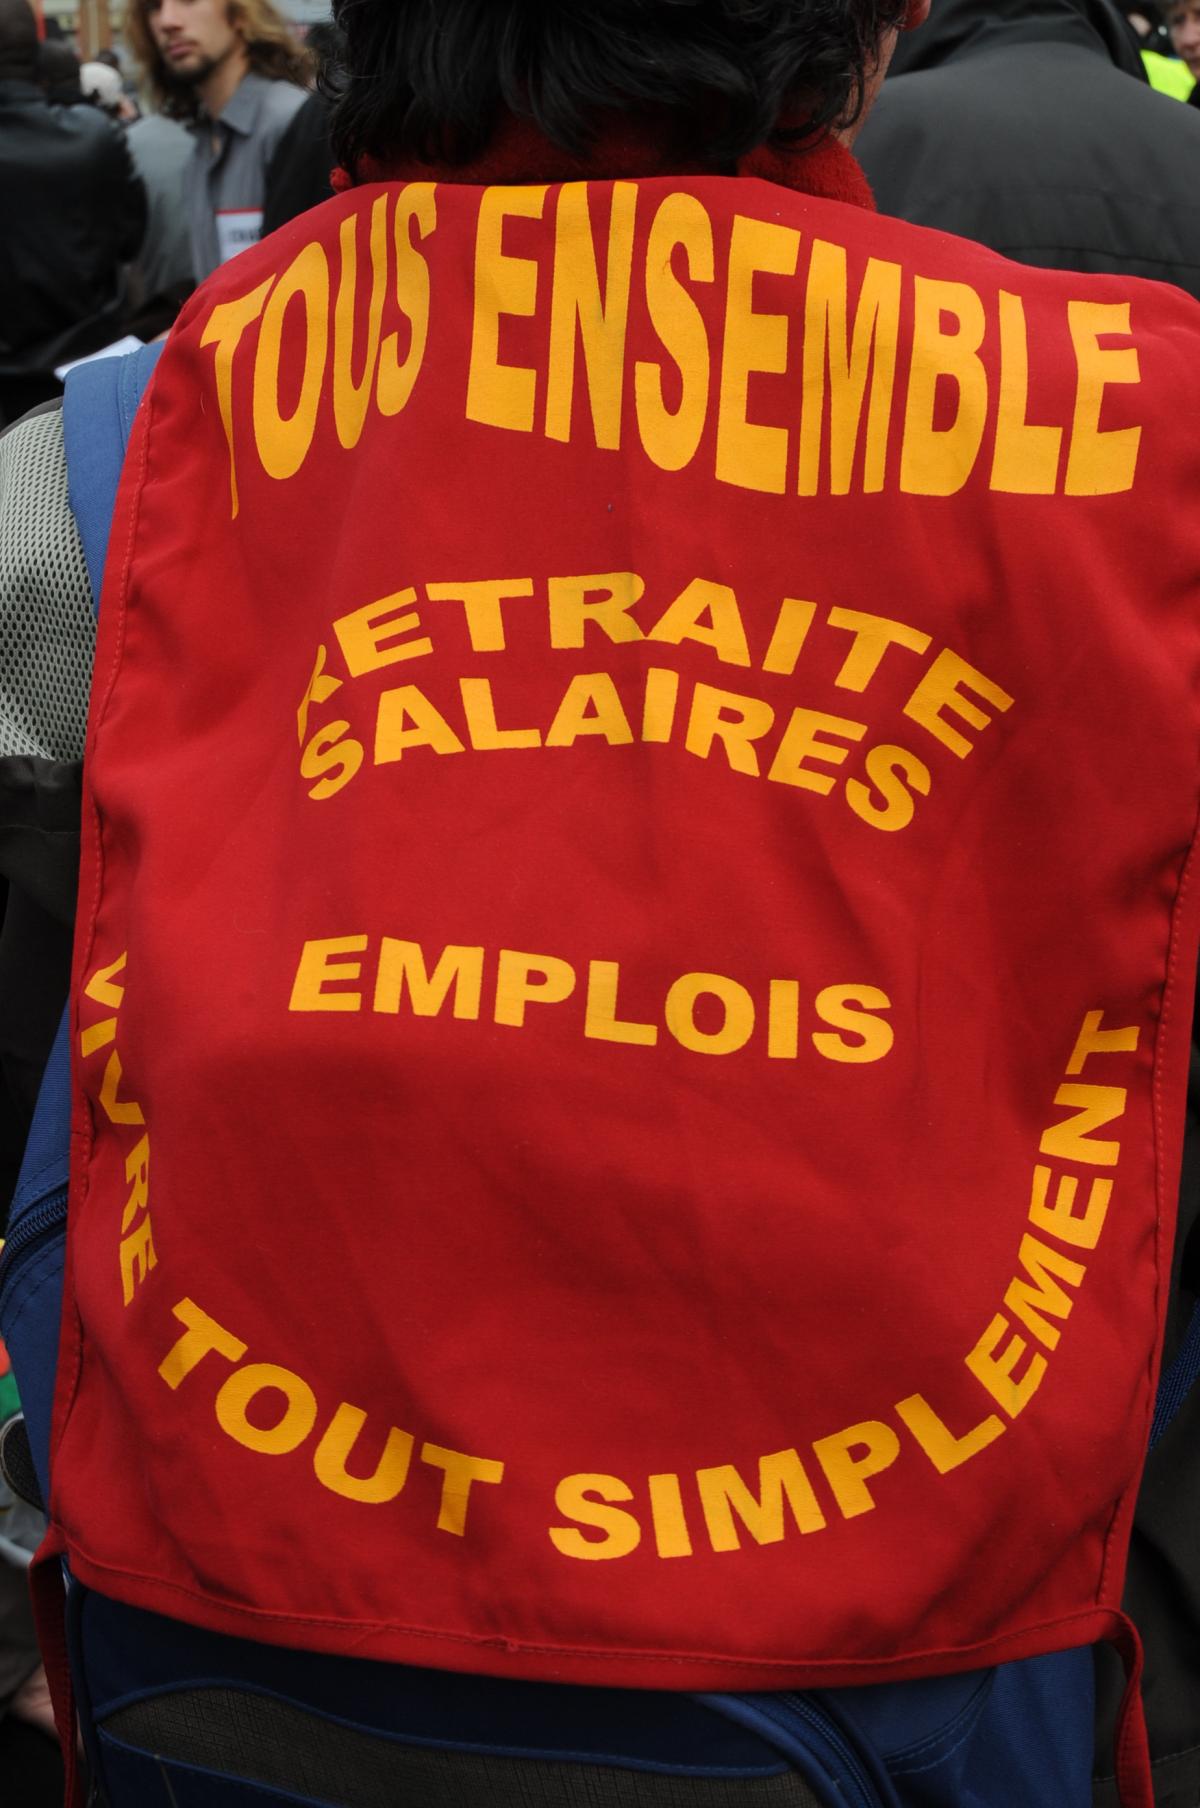 TOUS ENSEMBLE
RETRAITE
SALAIRES
EMPLOIS
VIVRE TOUT SIMPLEMENT